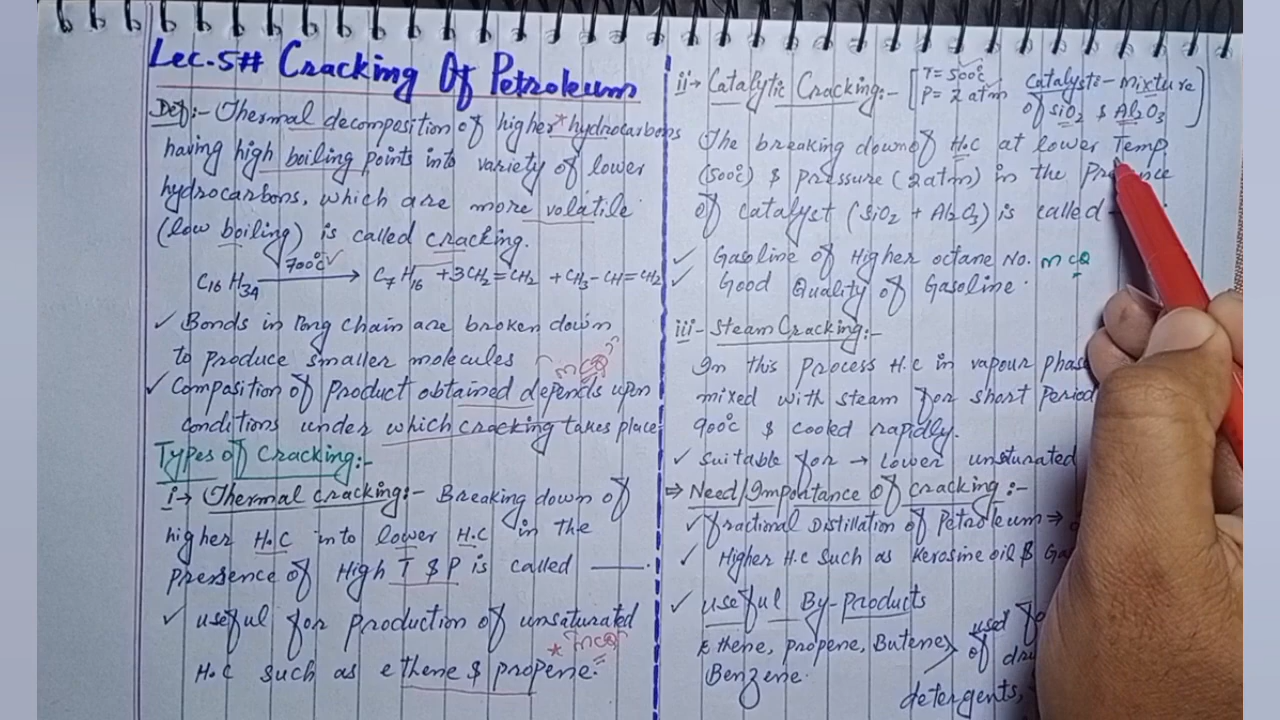 Lec.5# Cracking Of Petroleum
Def:- Thermal decomposition of higher * hydrocarbons
having high boiling points into variety of lower
hydrocarbons, which are more volatile
(low boiling) is called cracking.
C16 H34 —700°C→ C7 H16 + 3CH2=CH2 + CH3-CH=CH2
✓ Bonds in long chain are broken down
to produce smaller molecules
mcQ
✓ Composition of Product obtained depends upon
conditions under which cracking takes place
Types of Cracking:-
i→ Thermal cracking:- Breaking down of
higher H.C into lower H.C in the
presence of High T & P is called ——.
✓ useful for production of unsaturated
* mcQ
H.C such as ethene & propene.
ii→ Catalytic Cracking:- [T = 500°C
P = 2 atm
Catalysts- Mixture
of SiO2 & Al2O3]
The breaking down of H.C at lower Temp
(500°C) & pressure (2atm) in the
of catalyst (SiO2 + Al2O3) is called
✓ Gasoline of Higher octane No. mcQ
✓ Good Quality of Gasoline.
iii- Steam Cracking:-
In this process H.C in vapour phase
mixed with steam for short Period
900°C & cooled rapidly.
✓ Suitable for → lower
⇒ Need/Importance of cracking:-
✓ fractional Distillation of Petroleum ⇒
✓ Higher H.C such as Kerosine oil &
✓ useful By-Products
Ethene, propene, Butene, used
Benzene. of
detergents,